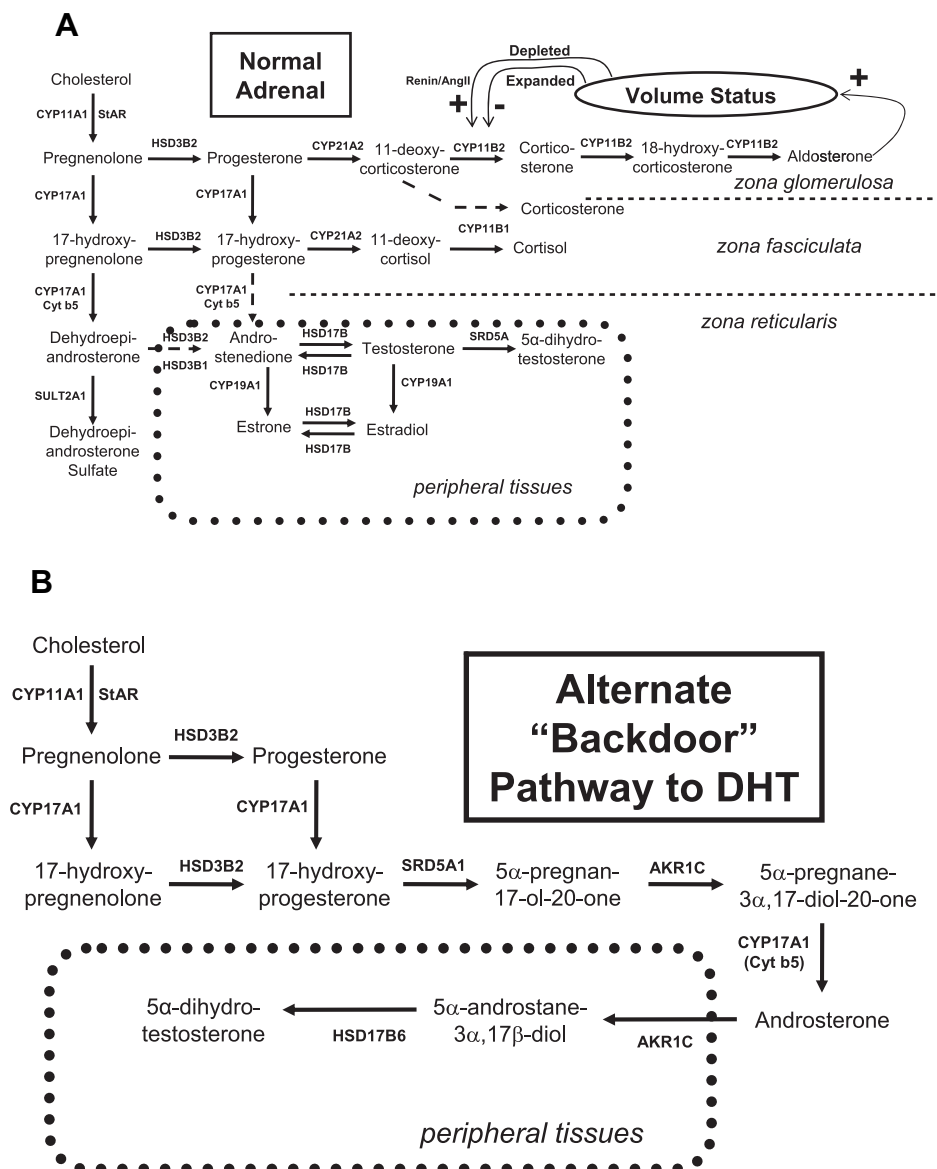 A
Normal
Adrenal
Cholesterol
CYP11A1 StAR
Depleted
Renin/AngII
Expanded
+
-
Volume Status
+
Pregnenolone
HSD3B2
Progesterone
CYP21A2
11-deoxy-
corticosterone
CYP11B2
Cortico-
sterone
CYP11B2
18-hydroxy-
corticosterone
CYP11B2
Aldosterone
zona glomerulosa
CYP17A1
CYP17A1
Corticosterone
17-hydroxy-
pregnenolone
HSD3B2
17-hydroxy-
progesterone
CYP21A2
11-deoxy-
cortisol
CYP11B1
Cortisol
zona fasciculata
CYP17A1
Cyt b5
CYP17A1
Cyt b5
zona reticularis
Dehydroepi-
androsterone
HSD3B2
HSD3B1
Andro-
stenedione
HSD17B
HSD17B
Testosterone
SRD5A
5α-dihydro-
testosterone
SULT2A1
CYP19A1
CYP19A1
Dehydroepi-
androsterone
Sulfate
Estrone
HSD17B
HSD17B
Estradiol
peripheral tissues
B
Alternate
“Backdoor”
Pathway to DHT
Cholesterol
CYP11A1 StAR
Pregnenolone
HSD3B2
Progesterone
CYP17A1
CYP17A1
17-hydroxy-
pregnenolone
HSD3B2
17-hydroxy-
progesterone
SRD5A1
5α-pregnan-
17-ol-20-one
AKR1C
5α-pregnane-
3α,17-diol-20-one
CYP17A1
(Cyt b5)
5α-dihydro-
testosterone
HSD17B6
5α-androstane-
3α,17β-diol
AKR1C
Androsterone
peripheral tissues